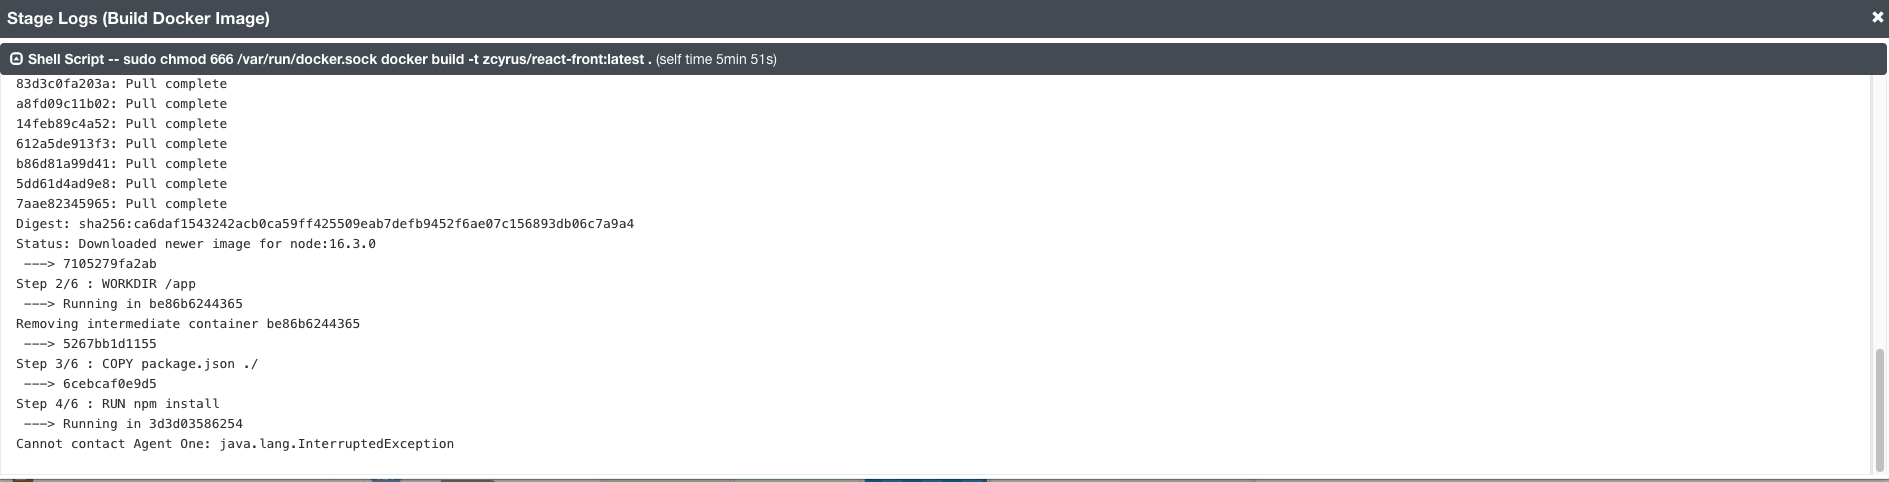 Stage Logs (Build Docker Image)
Shell Script -- sudo chmod 666 /var/run/docker.sock docker build -t zcyrus/react-front:latest . (self time 5min 51s)
83d3c0fa203a: Pull complete
a8fd09c11b02: Pull complete
14feb89c4a52: Pull complete
612a5de913f3: Pull complete
b86d81a99d41: Pull complete
5dd61d4ad9e8: Pull complete
7aae82345965: Pull complete
Digest: sha256:ca6daf1543242acb0ca59ff425509eab7defb9452f6ae07c156893db06c7a9a4
Status: Downloaded newer image for node:16.3.0
---> 7105279fa2ab
Step 2/6 : WORKDIR /app
---> Running in be86b6244365
Removing intermediate container be86b6244365
---> 5267bb1d1155
Step 3/6 : COPY package.json ./
---> 6cebcaf0e9d5
Step 4/6 : RUN npm install
---> Running in 3d3d03586254
Cannot contact Agent One: java.lang.InterruptedException